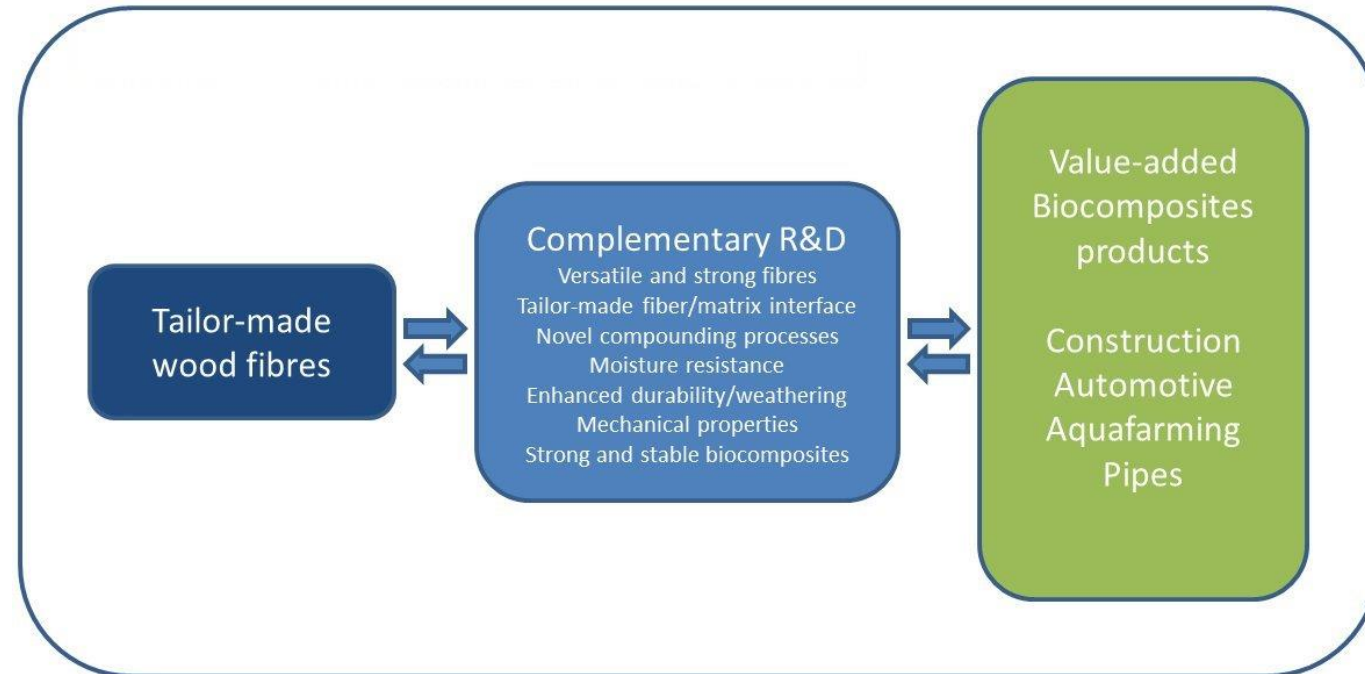 Tailor-made
wood fibres
Complementary R&D
Versatile and strong fibres
Tailor-made fiber/matrix interface
Novel compounding processes
Moisture resistance
Enhanced durability/weathering
Mechanical properties
Strong and stable biocomposites
Value-added
Biocomposites
products
Construction
Automotive
Aquafarming
Pipes